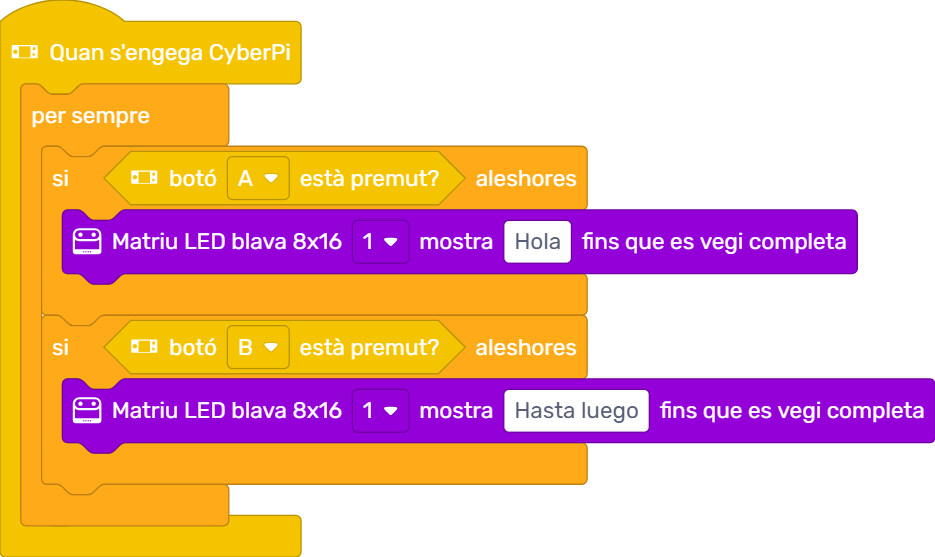 Quan s'engega CyberPi
per sempre
si botó A està premut? aleshores
Matriu LED blava 8x16 1 mostra Hola fins que es vegi completa
si botó B està premut? aleshores
Matriu LED blava 8x16 1 mostra Hasta luego fins que es vegi completa